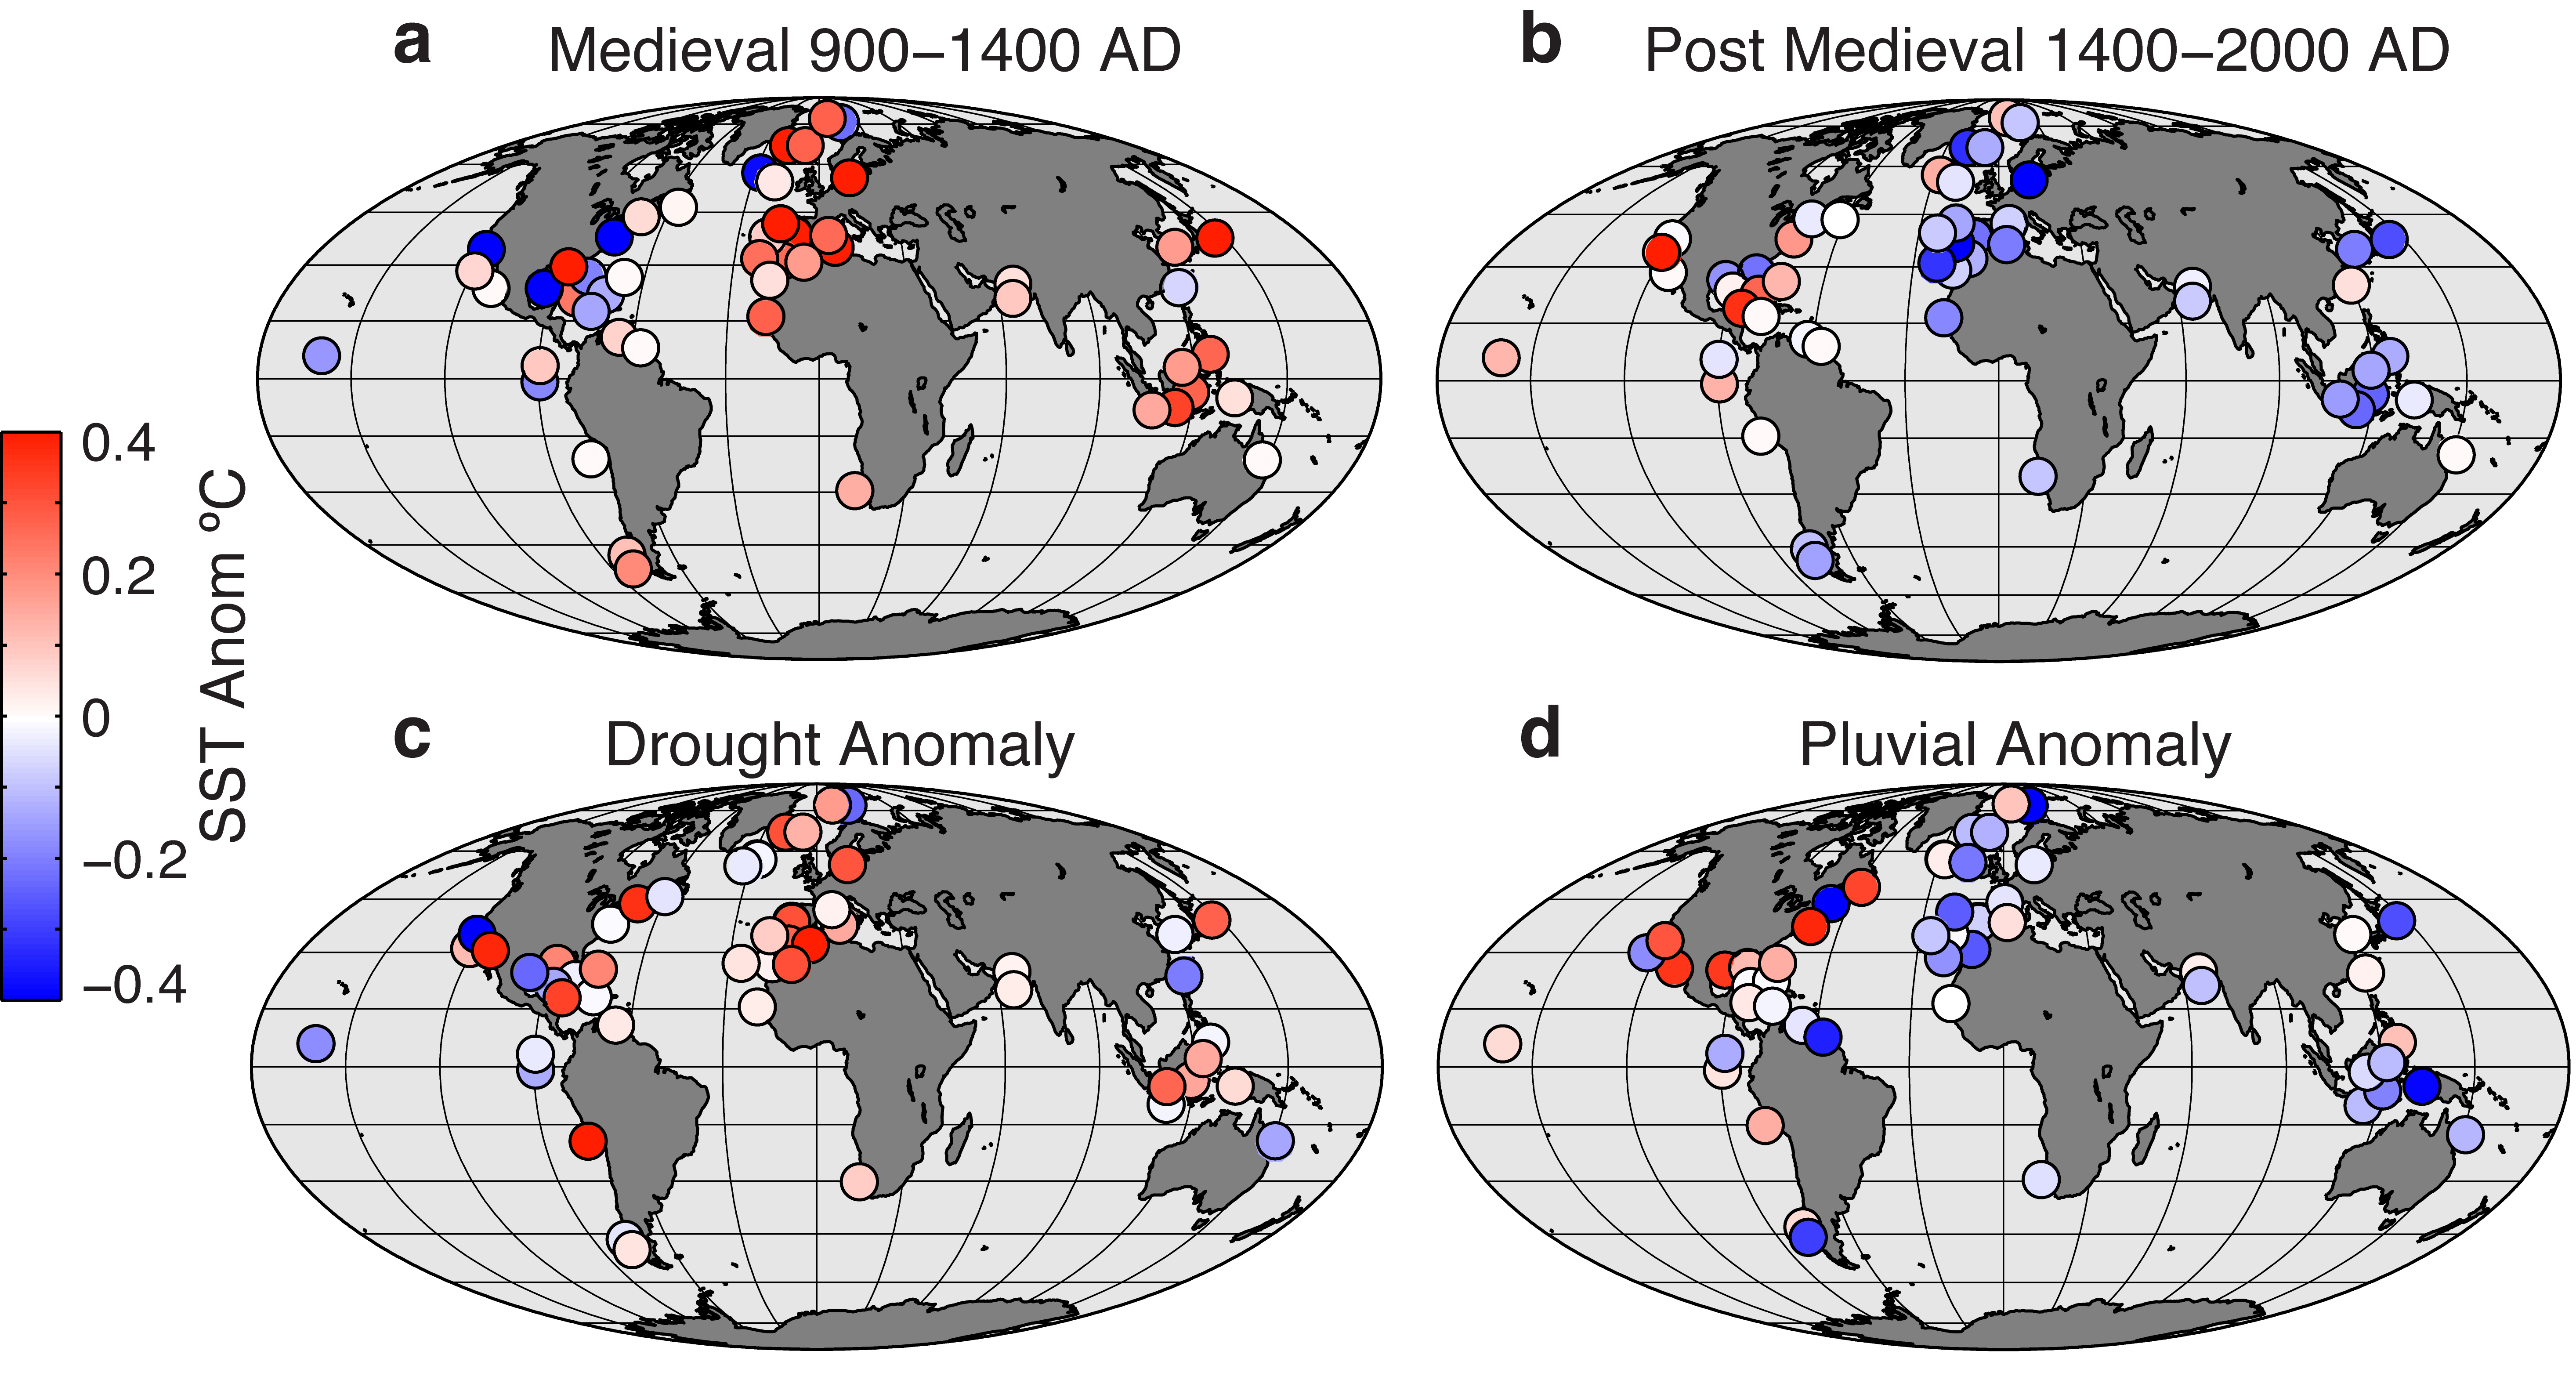 a
Medieval 900–1400 AD
b
Post Medieval 1400–2000 AD
0.4
0.2
0
−0.2
−0.4
SST Anom ºC
c
Drought Anomaly
d
Pluvial Anomaly